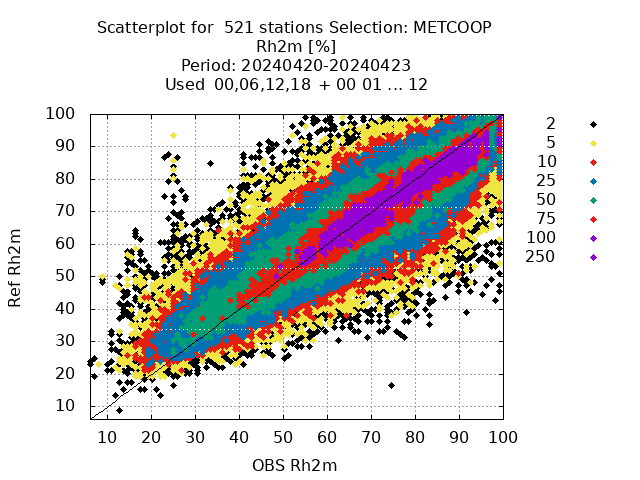 Scatterplot for  521 stations Selection: METCOOP
Rh2m [%]
Period: 20240420-20240423
Used  00,06,12,18 + 00 01 ... 12
100
90
80
70
60
50
40
30
20
10
Ref Rh2m
10 20 30 40 50 60 70 80 90 100
OBS Rh2m
2
5
10
25
50
75
100
250